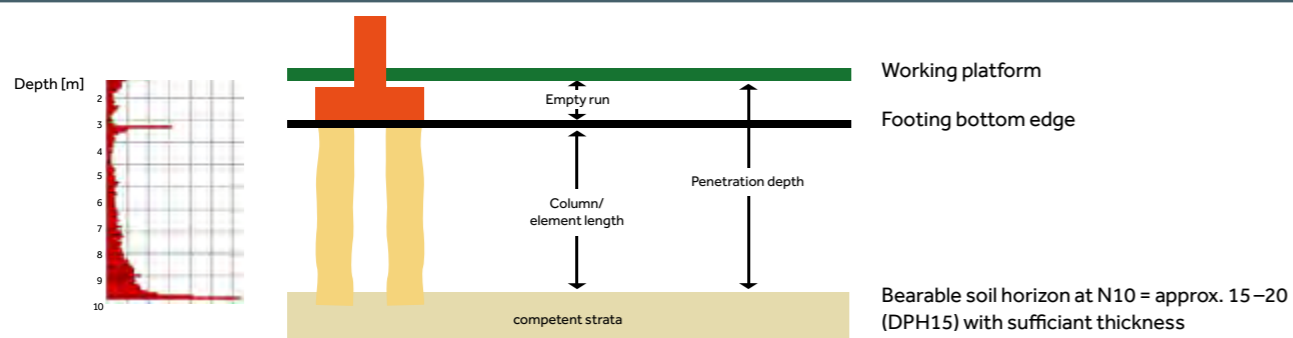 Depth [m]
2
3
4
5
6
7
8
9
10
Empty run
Column/
element length
Penetration depth
competent strata
Working platform
Footing bottom edge
Bearable soil horizon at N10 = approx. 15–20
(DPH15) with sufficiant thickness